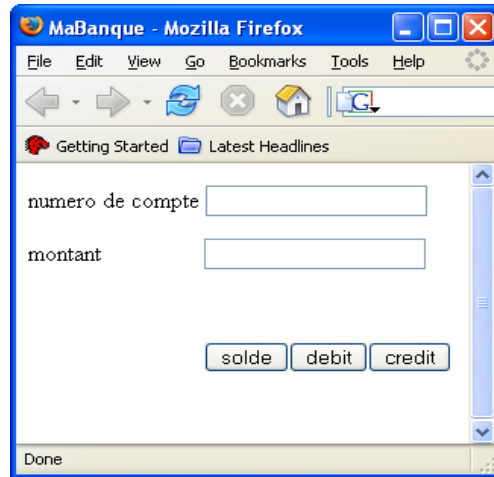 MaBanque - Mozilla Firefox
File Edit View Go Bookmarks Tools Help
G
Getting Started Latest Headlines
numero de compte
montant
solde debit credit
Done